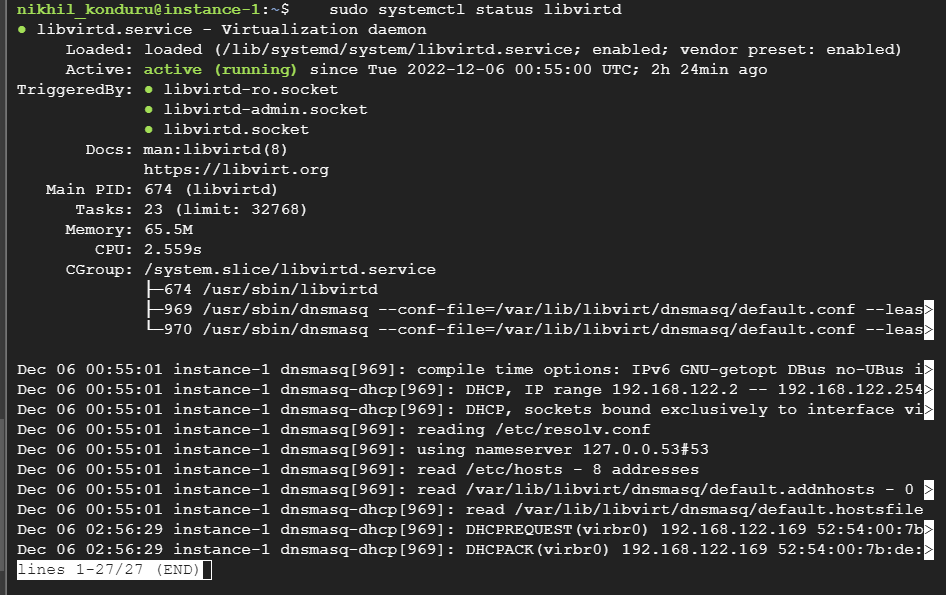 nikhil_konduru@instance-1:~$    sudo systemctl status libvirtd
● libvirtd.service - Virtualization daemon
     Loaded: loaded (/lib/systemd/system/libvirtd.service; enabled; vendor preset: enabled)
     Active: active (running) since Tue 2022-12-06 00:55:00 UTC; 2h 24min ago
TriggeredBy: ● libvirtd-ro.socket
             ● libvirtd-admin.socket
             ● libvirtd.socket
       Docs: man:libvirtd(8)
             https://libvirt.org
   Main PID: 674 (libvirtd)
      Tasks: 23 (limit: 32768)
     Memory: 65.5M
        CPU: 2.559s
     CGroup: /system.slice/libvirtd.service
             ├─674 /usr/sbin/libvirtd
             ├─969 /usr/sbin/dnsmasq --conf-file=/var/lib/libvirt/dnsmasq/default.conf --leas>
             └─970 /usr/sbin/dnsmasq --conf-file=/var/lib/libvirt/dnsmasq/default.conf --leas>

Dec 06 00:55:01 instance-1 dnsmasq[969]: compile time options: IPv6 GNU-getopt DBus no-UBus i>
Dec 06 00:55:01 instance-1 dnsmasq-dhcp[969]: DHCP, IP range 192.168.122.2 -- 192.168.122.254>
Dec 06 00:55:01 instance-1 dnsmasq-dhcp[969]: DHCP, sockets bound exclusively to interface vi>
Dec 06 00:55:01 instance-1 dnsmasq[969]: reading /etc/resolv.conf
Dec 06 00:55:01 instance-1 dnsmasq[969]: using nameserver 127.0.0.53#53
Dec 06 00:55:01 instance-1 dnsmasq[969]: read /etc/hosts - 8 addresses
Dec 06 00:55:01 instance-1 dnsmasq[969]: read /var/lib/libvirt/dnsmasq/default.addnhosts - 0 >
Dec 06 00:55:01 instance-1 dnsmasq-dhcp[969]: read /var/lib/libvirt/dnsmasq/default.hostsfile
Dec 06 02:56:29 instance-1 dnsmasq-dhcp[969]: DHCPREQUEST(virbr0) 192.168.122.169 52:54:00:7b>
Dec 06 02:56:29 instance-1 dnsmasq-dhcp[969]: DHCPACK(virbr0) 192.168.122.169 52:54:00:7b:de:>
lines 1-27/27 (END)